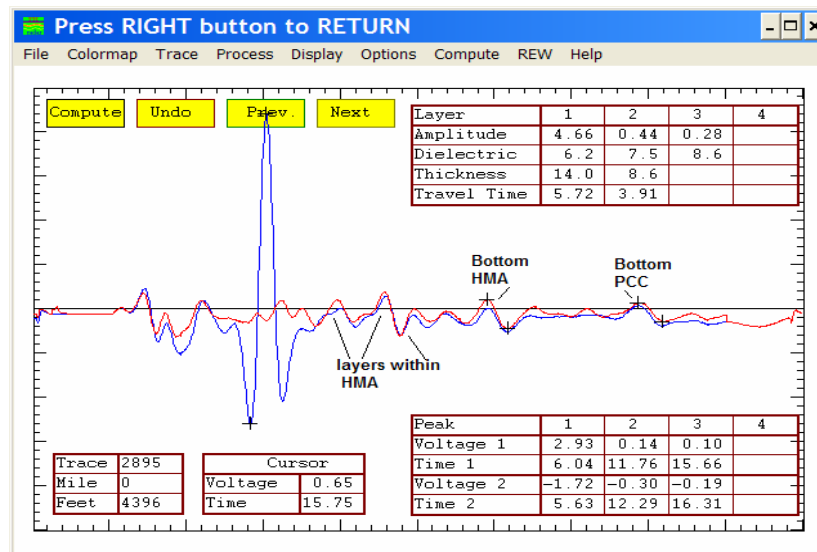 Press RIGHT button to RETURN
File Colormap Trace Process Display Options Compute REW Help
Compute Undo Prev. Next
Layer 1 2 3 4
Amplitude 4.66 0.44 0.28
Dielectric 6.2 7.5 8.6
Thickness 14.0 8.6
Travel Time 5.72 3.91
Bottom
HMA
Bottom
PCC
layers within
HMA
Peak 1 2 3 4
Voltage 1 2.93 0.14 0.10
Time 1 6.04 11.76 15.66
Voltage 2 -1.72 -0.30 -0.19
Time 2 5.63 12.29 16.31
Trace 2895
Mile 0
Feet 4396
Cursor
Voltage 0.65
Time 15.75